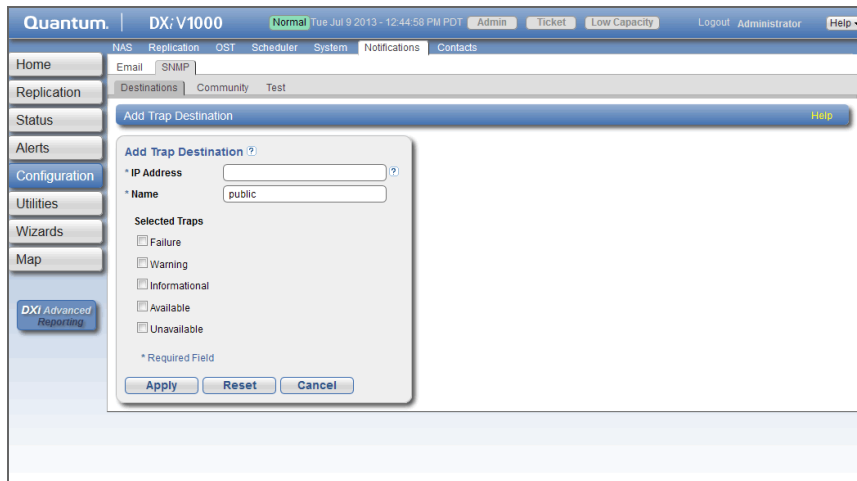 Quantum. DXi V1000 Normal Tue Jul 9 2013 - 12:44:58 PM PDT Admin Ticket Low Capacity Logout Administrator Help
NAS Replication OST Scheduler System Notifications Contacts
Home
Email SNMP
Replication
Destinations Community Test
Status
Add Trap Destination Help
Alerts
Add Trap Destination ?
Configuration
* IP Address ?
* Name public
Utilities
Selected Traps
Wizards
Failure
Map
Warning
Informational
DXi Advanced
Reporting
Available
Unavailable
* Required Field
Apply Reset Cancel